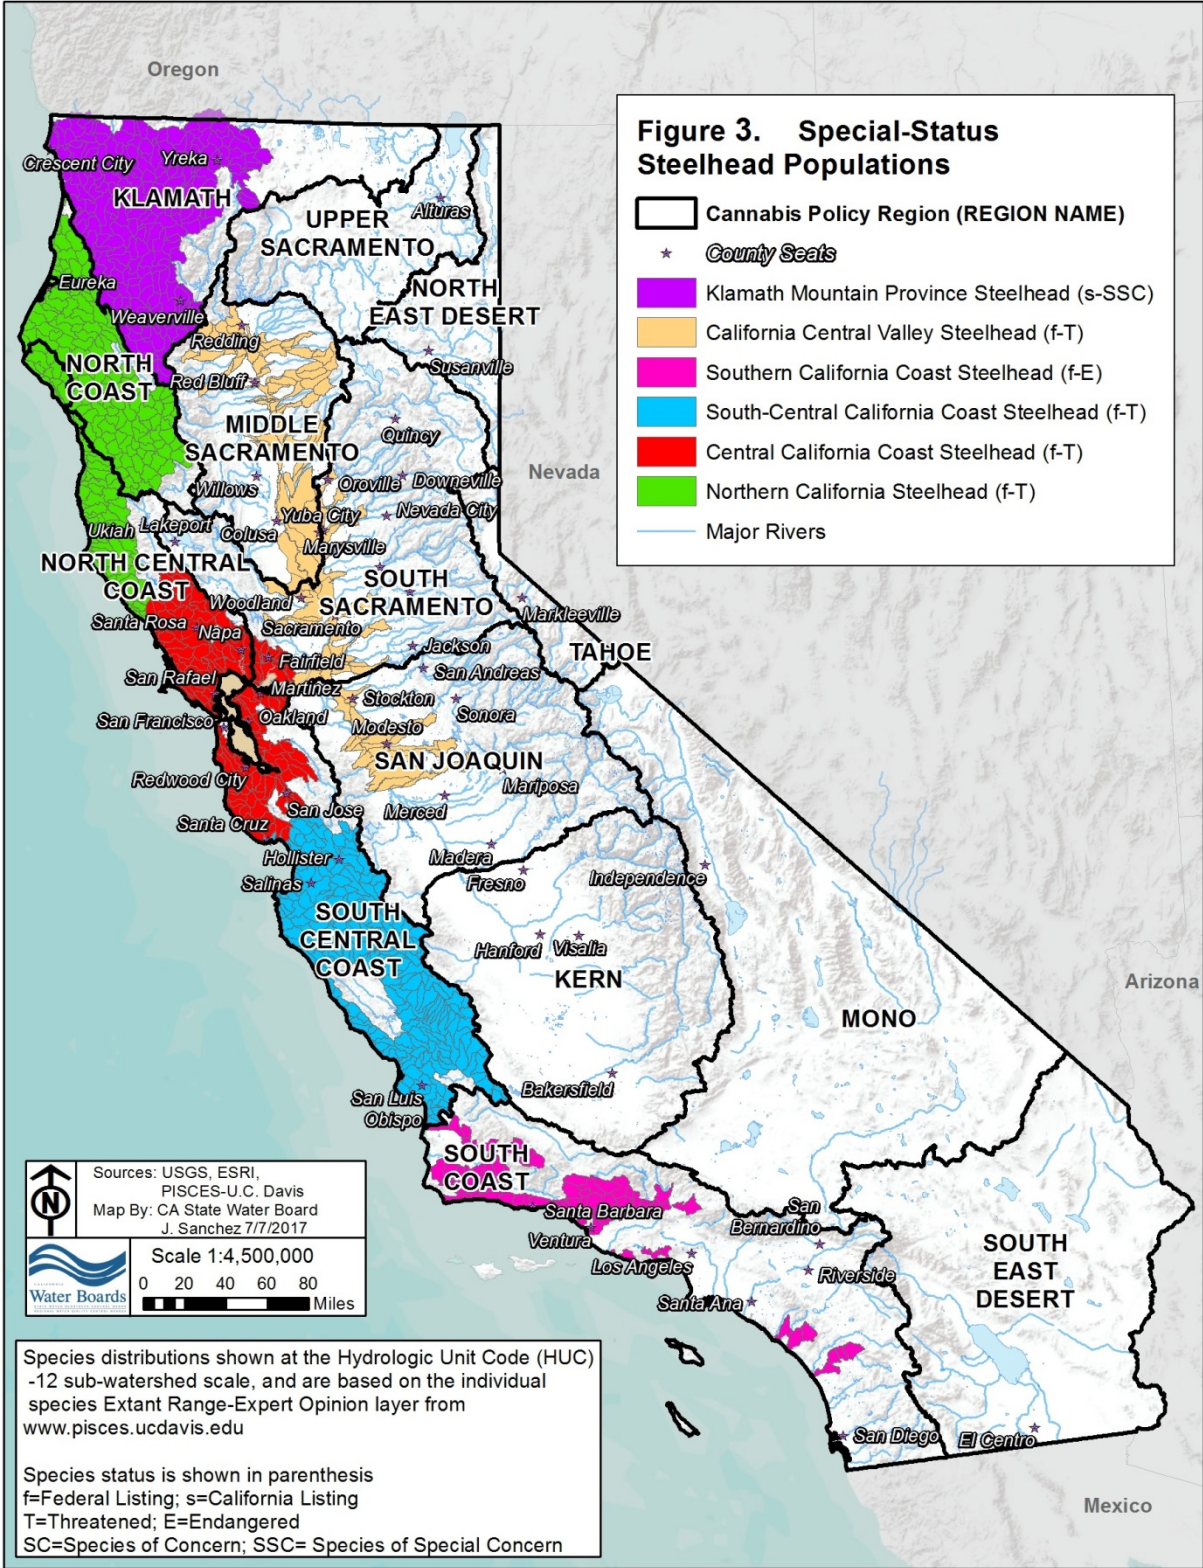 Oregon
Figure 3. Special-Status
Steelhead Populations
Cannabis Policy Region (REGION NAME)
County Seats
Klamath Mountain Province Steelhead (s-SSC)
California Central Valley Steelhead (f-T)
Southern California Coast Steelhead (f-E)
South-Central California Coast Steelhead (f-T)
Central California Coast Steelhead (f-T)
Northern California Steelhead (f-T)
Major Rivers
Crescent City
Yreka
KLAMATH
Alturas
UPPER
SACRAMENTO
Eureka
Weaverville
NORTH
EAST DESERT
Redding
Susanville
NORTH
COAST
Red Bluff
MIDDLE
SACRAMENTO
Quincy
Nevada
Willows
Oroville
Downeville
Ukiah
Lakeport
Colusa
Yuba City
Nevada City
Marysville
NORTH CENTRAL
COAST
SOUTH
SACRAMENTO
Woodland
Markleeville
Santa Rosa
Napa
Sacramento
Jackson
TAHOE
Fairfield
San Andreas
San Rafael
Martinez
Stockton
Sonora
San Francisco
Oakland
Modesto
SAN JOAQUIN
Redwood City
Mariposa
San Jose
Merced
Santa Cruz
Hollister
Madera
Salinas
Fresno
Independence
SOUTH
CENTRAL
COAST
Hanford
Visalia
KERN
Arizona
MONO
San Luis
Obispo
Bakersfield
SOUTH
COAST
Santa Barbara
San
Bernardino
Ventura
Los Angeles
Riverside
SOUTH
EAST
DESERT
Santa Ana
San Diego
El Centro
Mexico
N
Sources: USGS, ESRI,
PISCES-U.C. Davis
Map By: CA State Water Board
J. Sanchez 7/7/2017
CALIFORNIA
Water Boards
Scale 1:4,500,000
0 20 40 60 80
Miles
Species distributions shown at the Hydrologic Unit Code (HUC)
-12 sub-watershed scale, and are based on the individual
species Extant Range-Expert Opinion layer from
www.pisces.ucdavis.edu
Species status is shown in parenthesis
f=Federal Listing; s=California Listing
T=Threatened; E=Endangered
SC=Species of Concern; SSC= Species of Special Concern